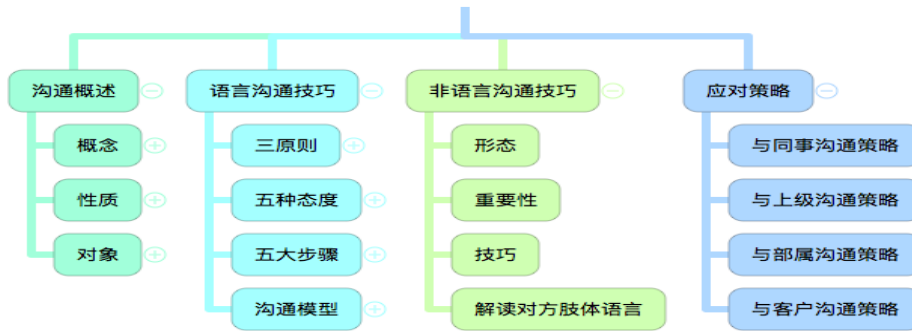 沟通概述
概念
性质
对象
语言沟通技巧
三原则
五种态度
五大步骤
沟通模型
非语言沟通技巧
形态
重要性
技巧
解读对方肢体语言
应对策略
与同事沟通策略
与上级沟通策略
与部属沟通策略
与客户沟通策略